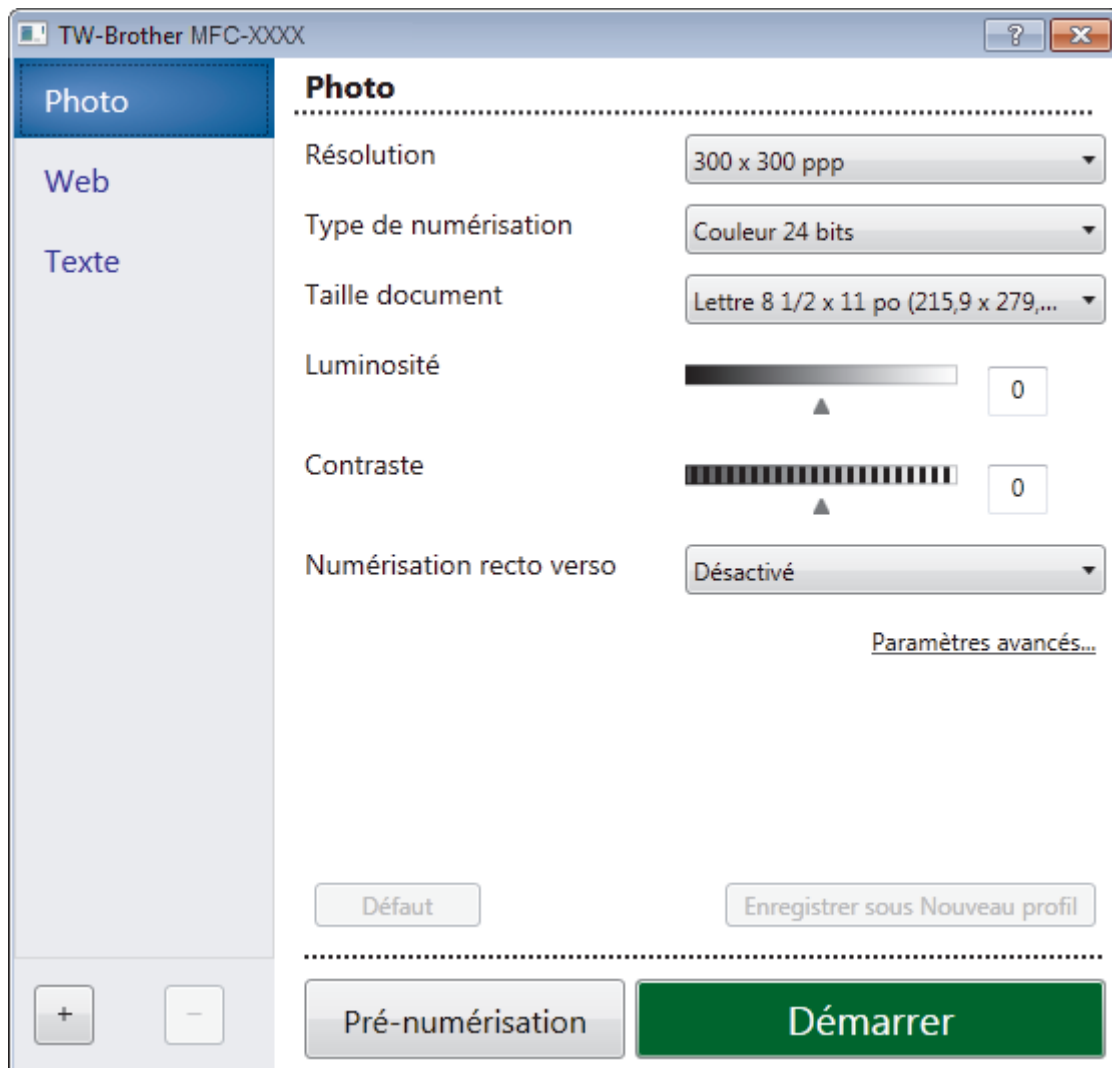 TW-Brother MFC-XXXX
?
Photo
Web
Texte
Photo
Résolution
300 x 300 ppp
Type de numérisation
Couleur 24 bits
Taille document
Lettre 8 1/2 x 11 po (215,9 x 279,...
Luminosité
0
Contraste
0
Numérisation recto verso
Désactivé
Paramètres avancés...
Défaut
Enregistrer sous Nouveau profil
+
−
Pré-numérisation
Démarrer